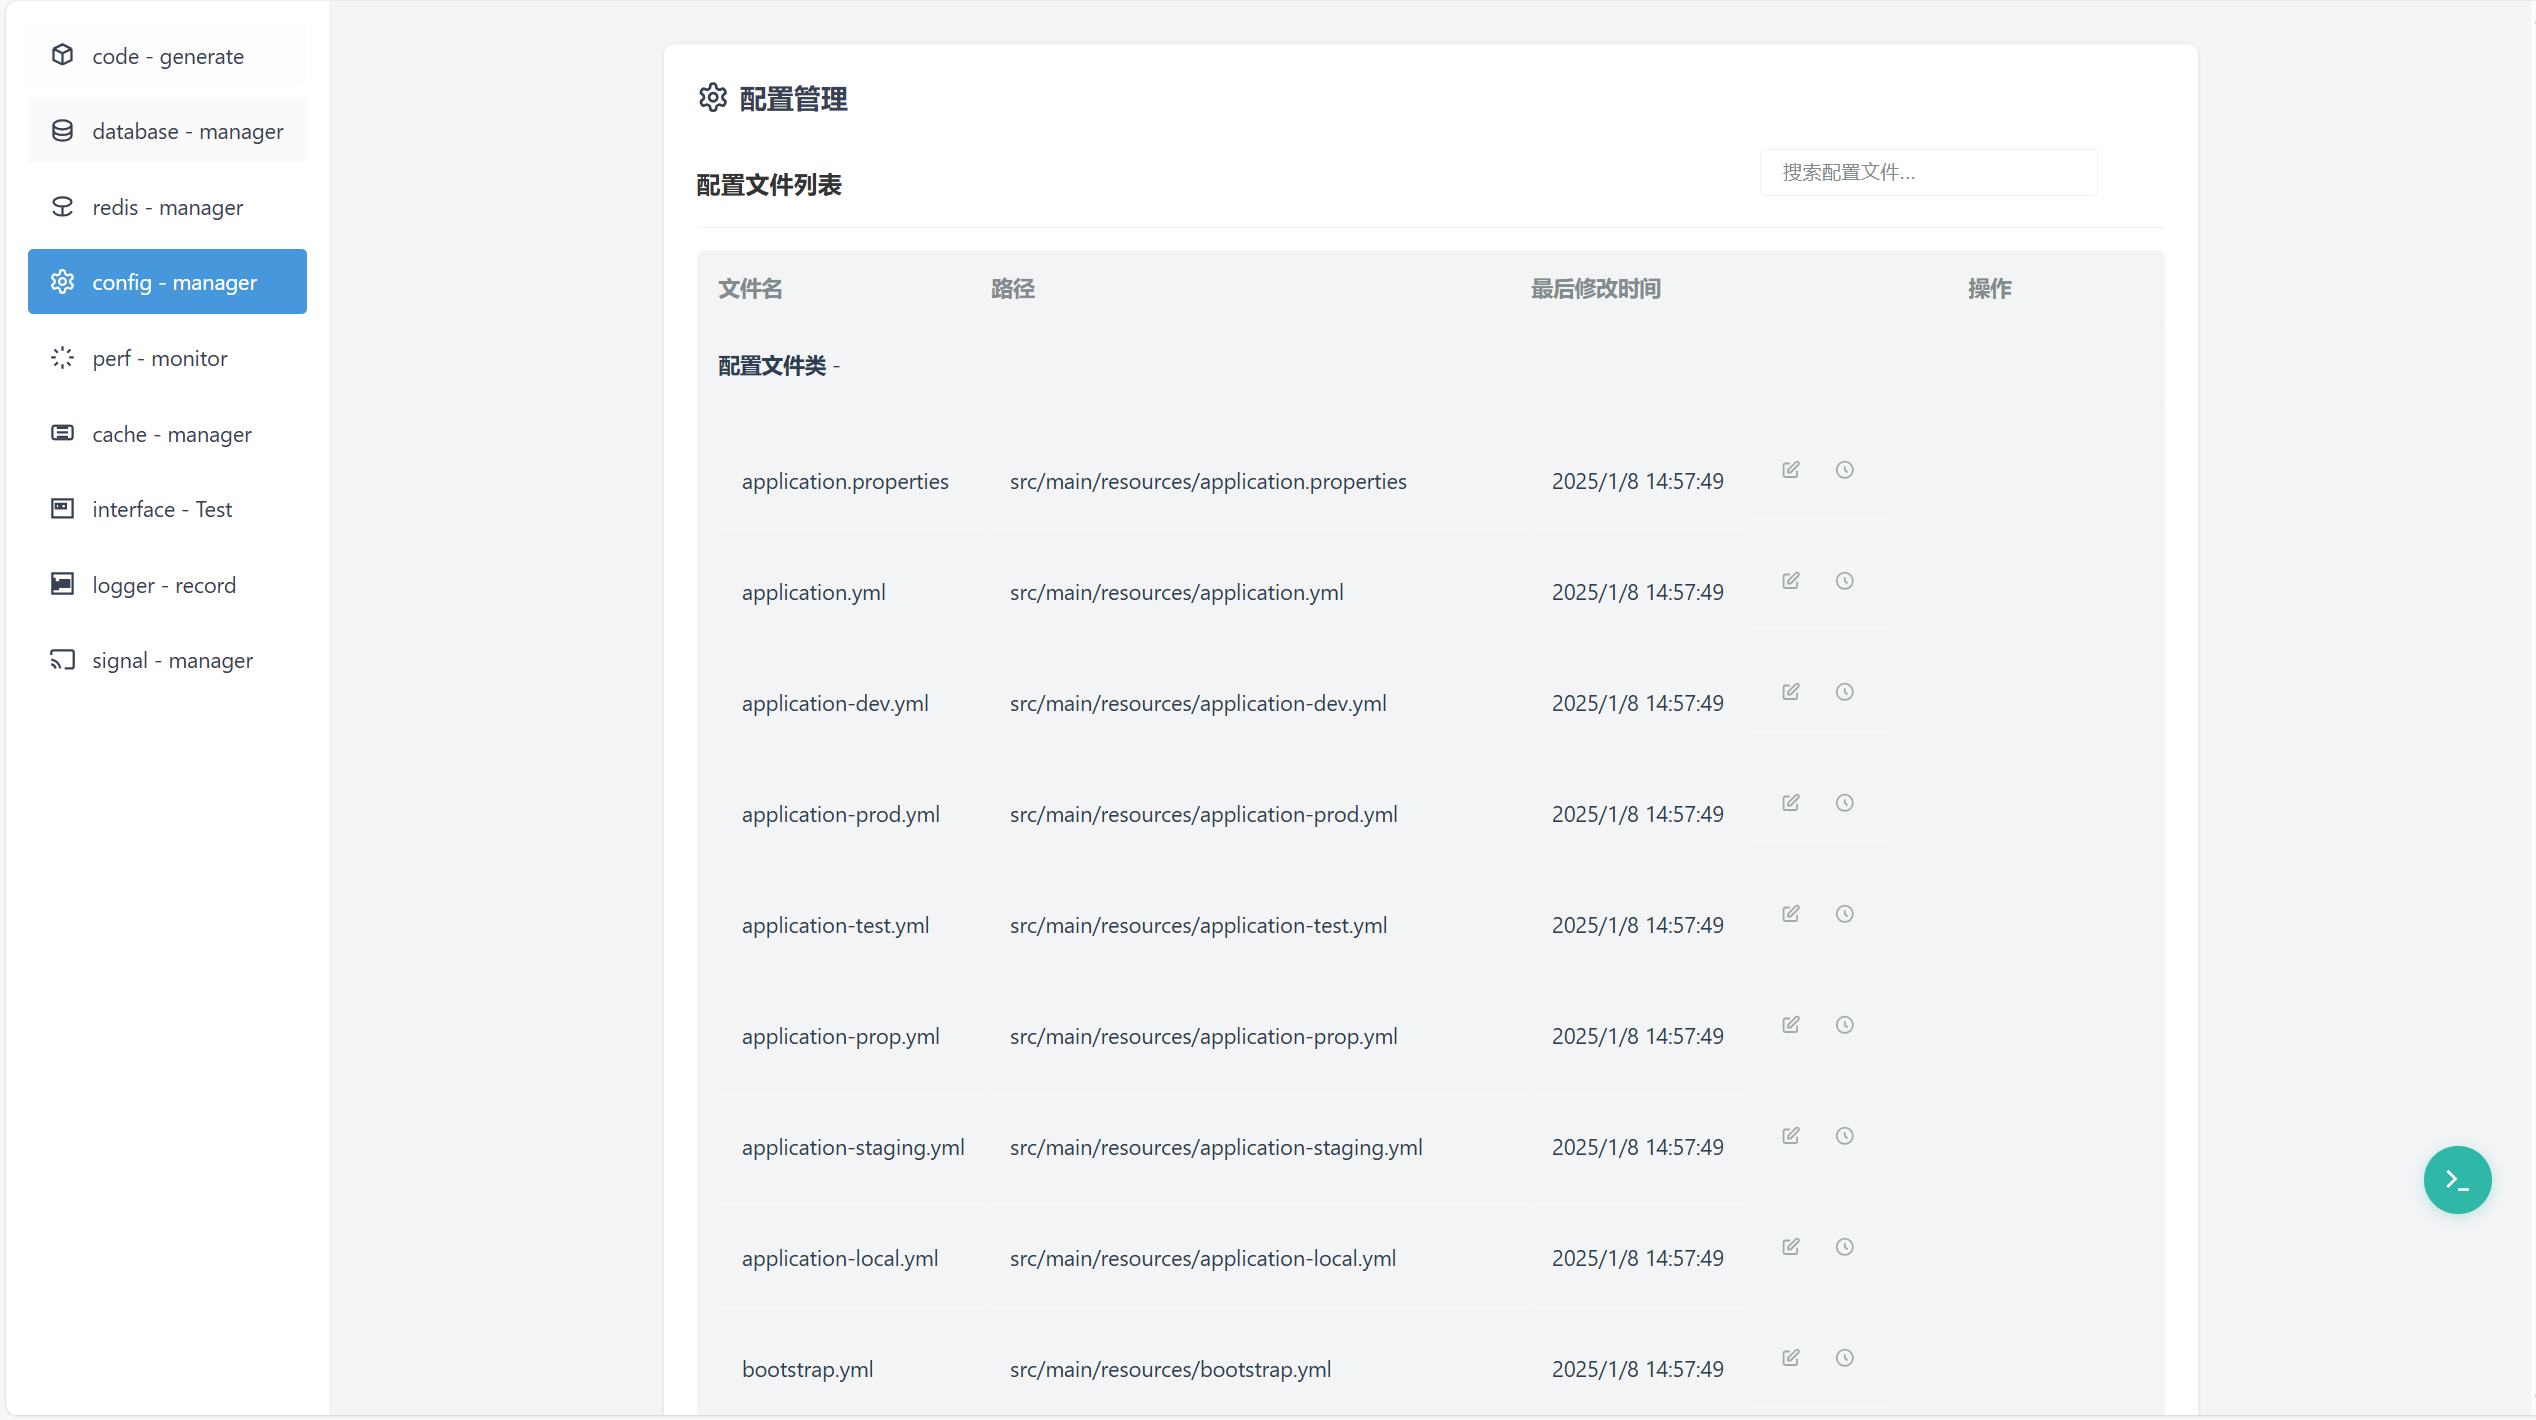 code - generate
database - manager
redis - manager
config - manager
perf - monitor
cache - manager
interface - Test
logger - record
signal - manager
配置管理
配置文件列表
搜索配置文件...
文件名 路径 最后修改时间 操作
配置文件类 -
application.properties src/main/resources/application.properties 2025/1/8 14:57:49
application.yml src/main/resources/application.yml 2025/1/8 14:57:49
application-dev.yml src/main/resources/application-dev.yml 2025/1/8 14:57:49
application-prod.yml src/main/resources/application-prod.yml 2025/1/8 14:57:49
application-test.yml src/main/resources/application-test.yml 2025/1/8 14:57:49
application-prop.yml src/main/resources/application-prop.yml 2025/1/8 14:57:49
application-staging.yml src/main/resources/application-staging.yml 2025/1/8 14:57:49
application-local.yml src/main/resources/application-local.yml 2025/1/8 14:57:49
bootstrap.yml src/main/resources/bootstrap.yml 2025/1/8 14:57:49